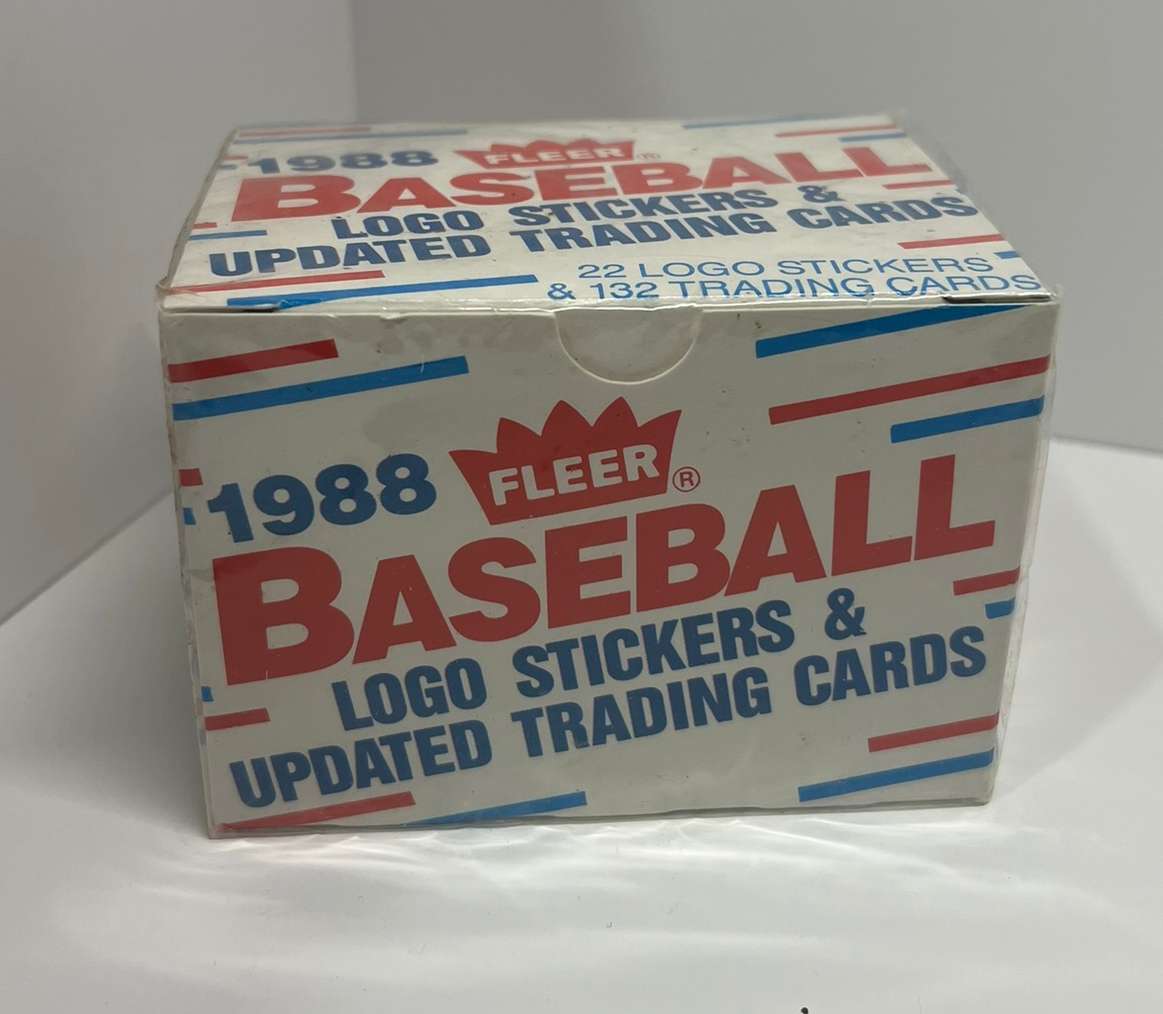 1988 FLEER ®
BASEBALL
LOGO STICKERS &
UPDATED TRADING CARDS
22 LOGO STICKERS
& 132 TRADING CARDS
1988 FLEER ®
BASEBALL
LOGO STICKERS &
UPDATED TRADING CARDS